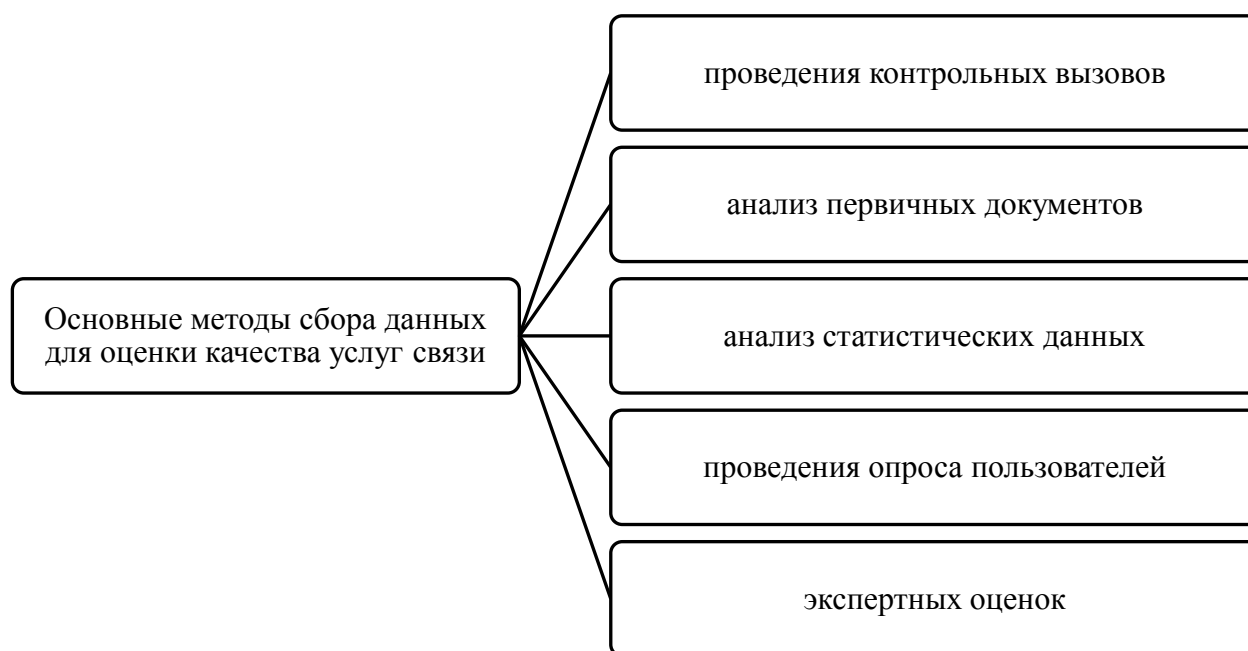 Основные методы сбора данных
для оценки качества услуг связи
проведения контрольных вызовов
анализ первичных документов
анализ статистических данных
проведения опроса пользователей
экспертных оценок